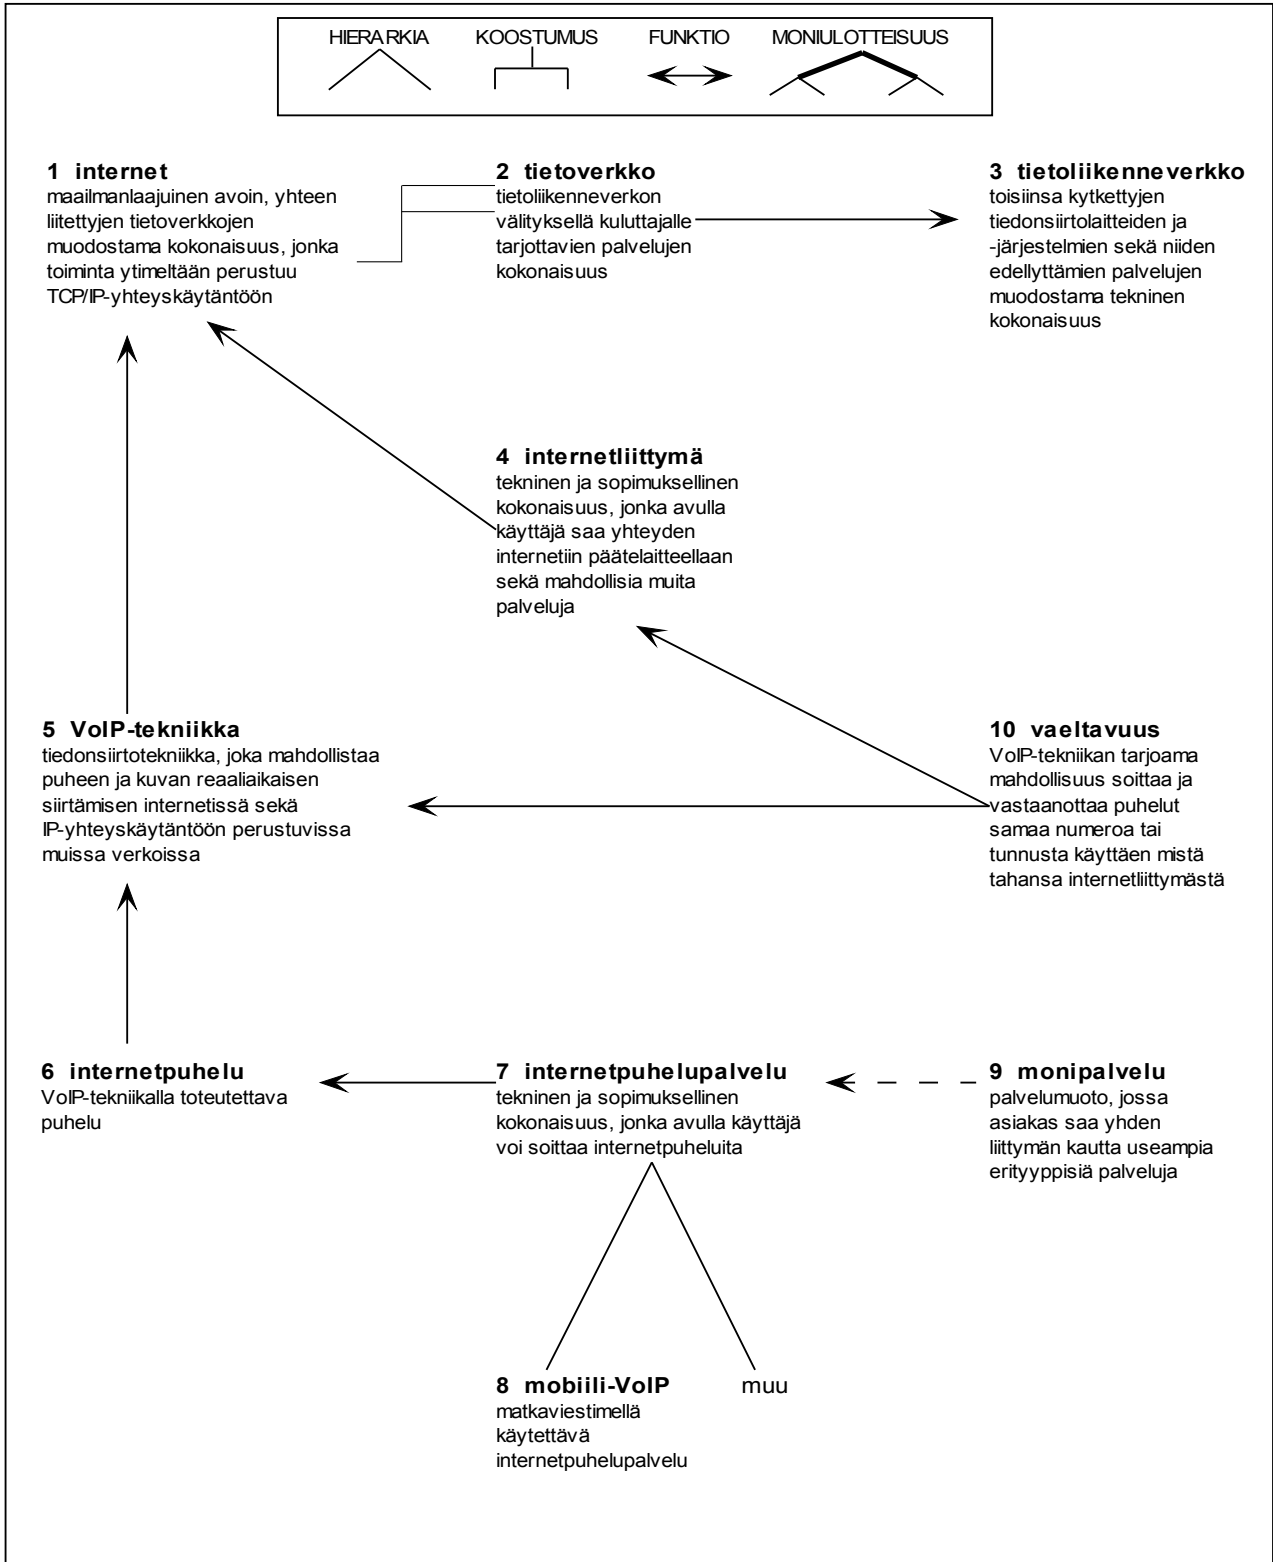 HIERARKIA KOOSTUMUS FUNKTIO MONIULOTTEISUUS
1 internet
maailmanlaajuinen avoin, yhteen
liitettyjen tietoverkkojen
muodostama kokonaisuus, jonka
toiminta ytimeltään perustuu
TCP/IP-yhteyskäytäntöön
2 tietoverkko
tietoliikenneverkon
välityksellä kuluttajalle
tarjottavien palvelujen
kokonaisuus
3 tietoliikenneverkko
toisiinsa kytkettyjen
tiedonsiirtolaitteiden ja
-järjestelmien sekä niiden
edellyttämien palvelujen
muodostama tekninen
kokonaisuus
4 internetliittymä
tekninen ja sopimuksellinen
kokonaisuus, jonka avulla
käyttäjä saa yhteyden
internetiin päätelaitteellaan
sekä mahdollisia muita
palveluja
5 VoIP-tekniikka
tiedonsiirtotekniikka, joka mahdollistaa
puheen ja kuvan reaaliaikaisen
siirtämisen internetissä sekä
IP-yhteyskäytäntöön perustuvissa
muissa verkoissa
10 vaeltavuus
VoIP-tekniikan tarjoama
mahdollisuus soittaa ja
vastaanottaa puhelut
samaa numeroa tai
tunnusta käyttäen mistä
tahansa internetliittymästä
6 internetpuhelu
VoIP-tekniikalla toteutettava
puhelu
7 internetpuhelupalvelu
tekninen ja sopimuksellinen
kokonaisuus, jonka avulla käyttäjä
voi soittaa internetpuheluita
9 monipalvelu
palvelumuoto, jossa
asiakas saa yhden
liittymän kautta useampia
erityyppisiä palveluja
8 mobiili-VoIP
matkaviestimellä
käytettävä
internetpuhelupalvelu
muu